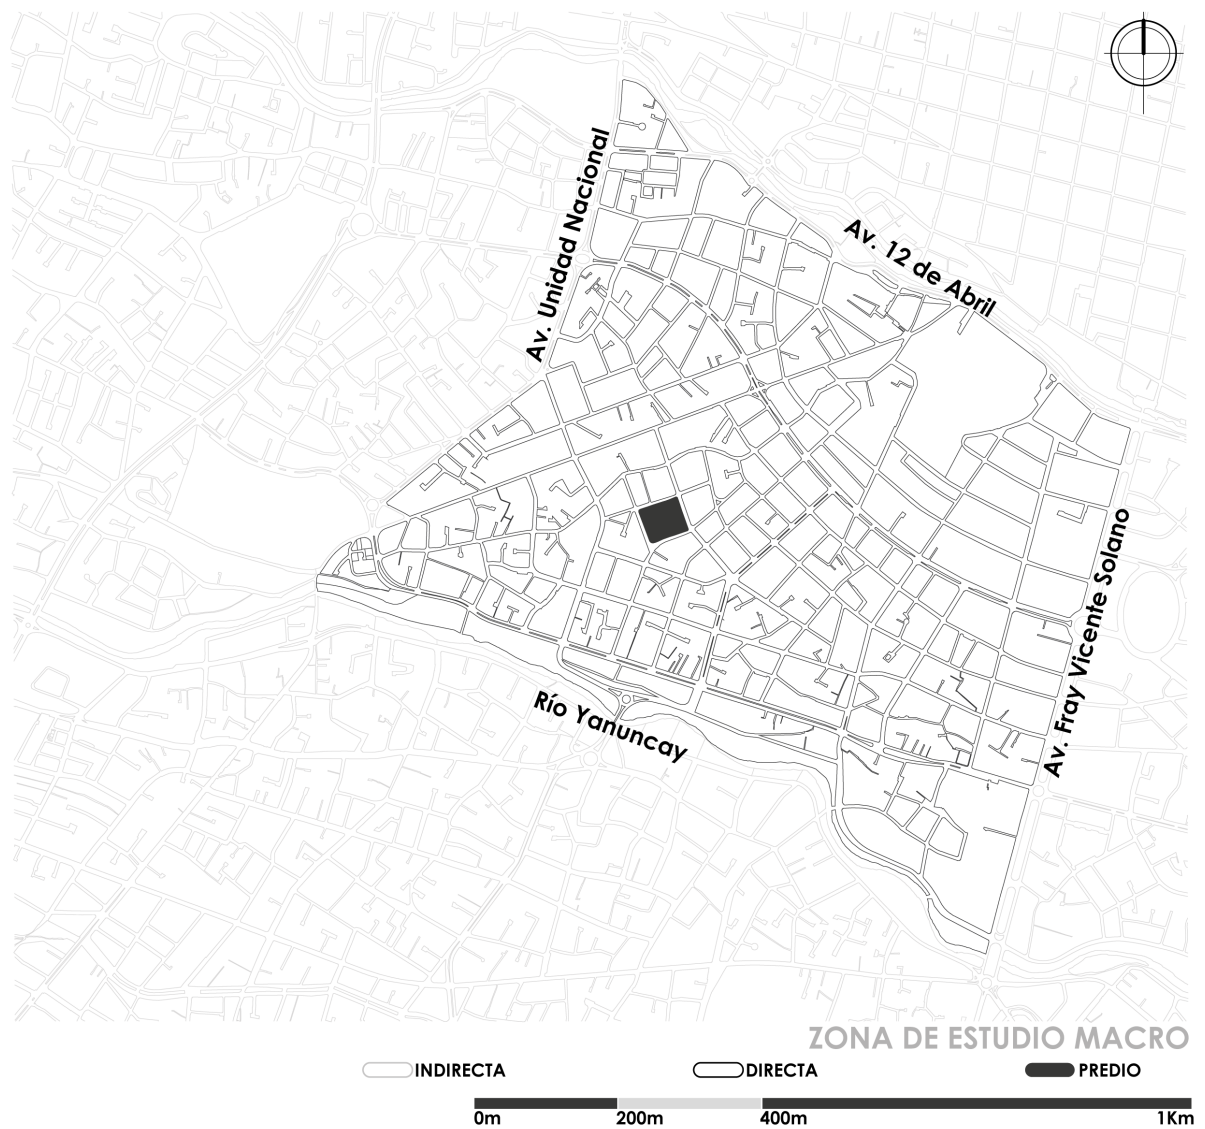 Av. Unidad Nacional
Av. 12 de Abril
Av. Fray Vicente Solano
Río Yanuncay
ZONA DE ESTUDIO MACRO
INDIRECTA
DIRECTA
PREDIO
0m
200m
400m
1Km